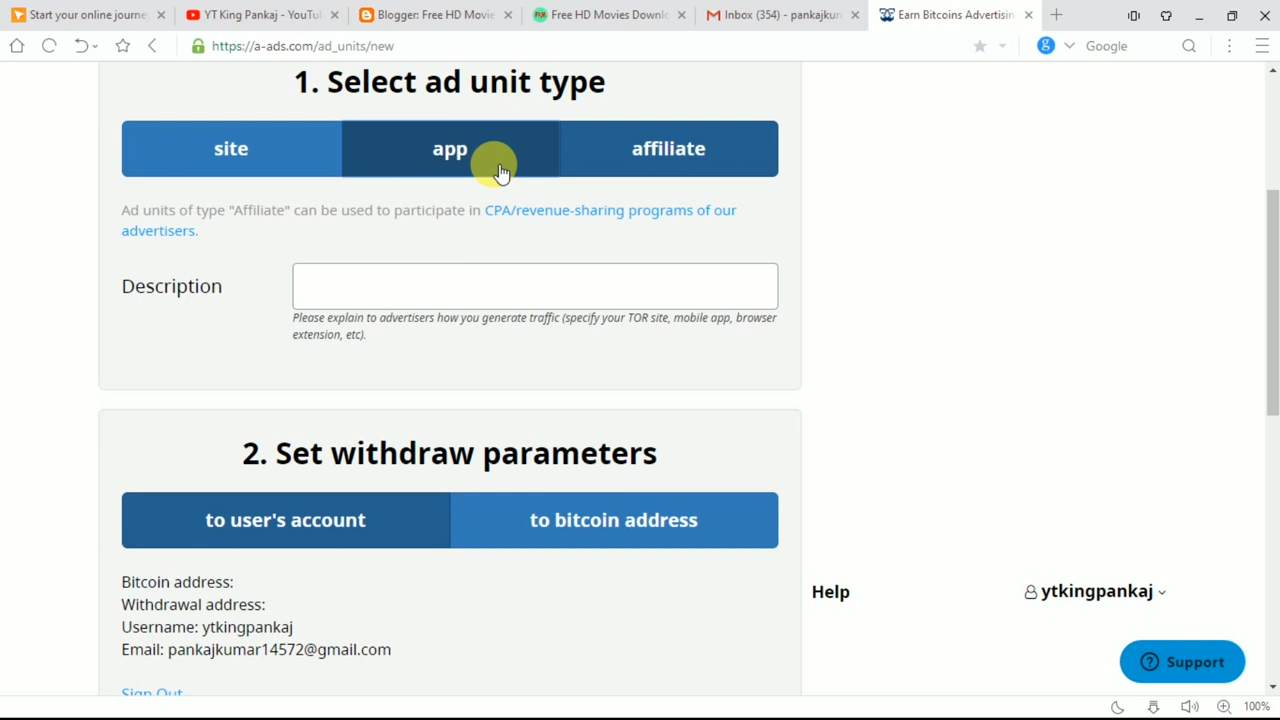 Start your online journe
YT King Pankaj - YouTu
Blogger: Free HD Movie
Free HD Movies Downl
Inbox (354) - pankajkum
Earn Bitcoins Advertisin
https://a-ads.com/ad_units/new
Google
1. Select ad unit type
site
app
affiliate
Ad units of type "Affiliate" can be used to participate in CPA/revenue-sharing programs of our
advertisers.
Description
Please explain to advertisers how you generate traffic (specify your TOR site, mobile app, browser
extension, etc).
2. Set withdraw parameters
to user's account
to bitcoin address
Bitcoin address:
Withdrawal address:
Username: ytkingpankaj
Email: pankajkumar14572@gmail.com
Sign Out
Help
ytkingpankaj
Support
100%